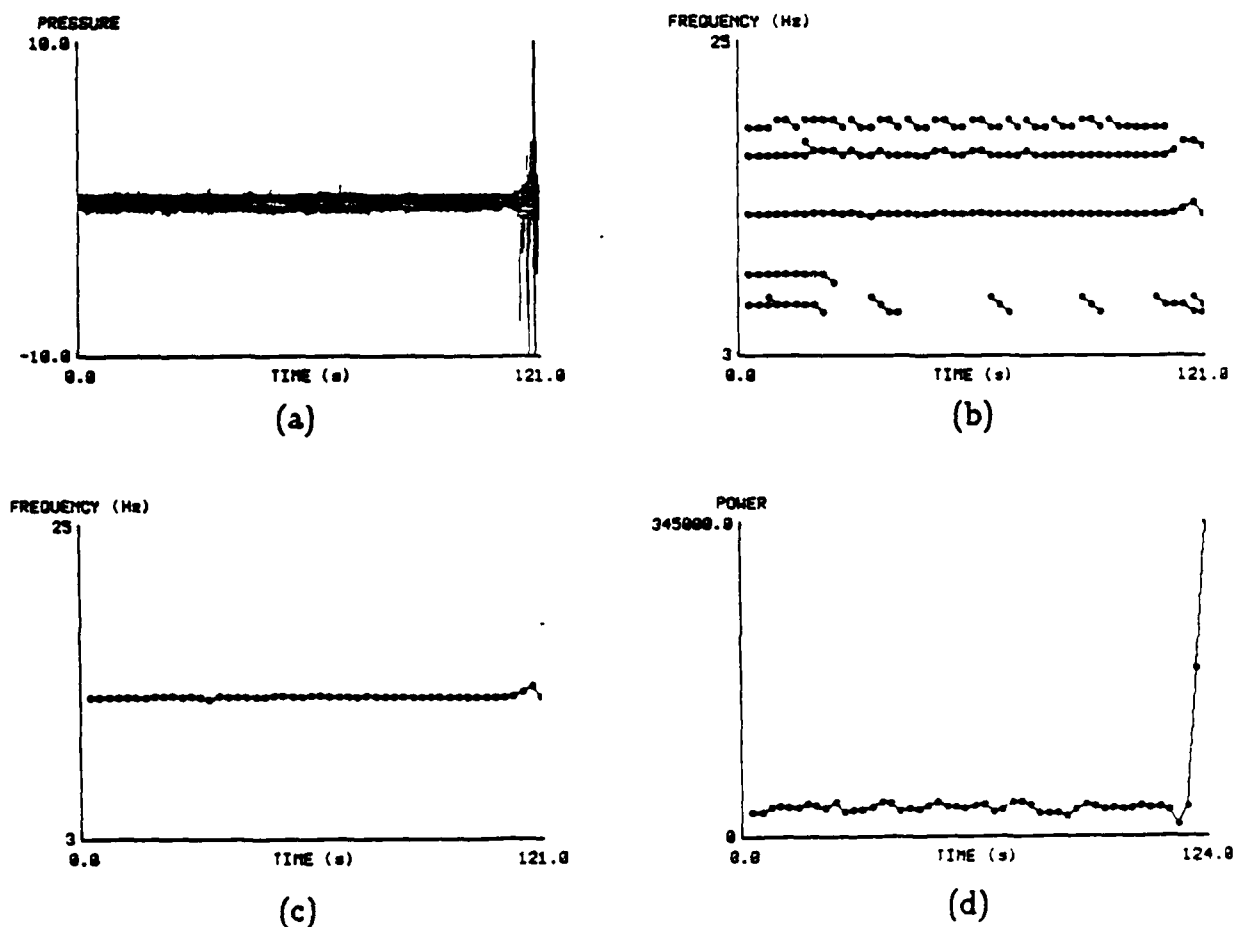 PRESSURE
10.0
-10.0
0.0 TIME (s) 121.0
(a)
FREQUENCY (Hz)
25
3
0.0 TIME (s) 121.0
(b)
FREQUENCY (Hz)
25
3
0.0 TIME (s) 121.0
(c)
POWER
345000.0
0
0.0 TIME (s) 124.0
(d)